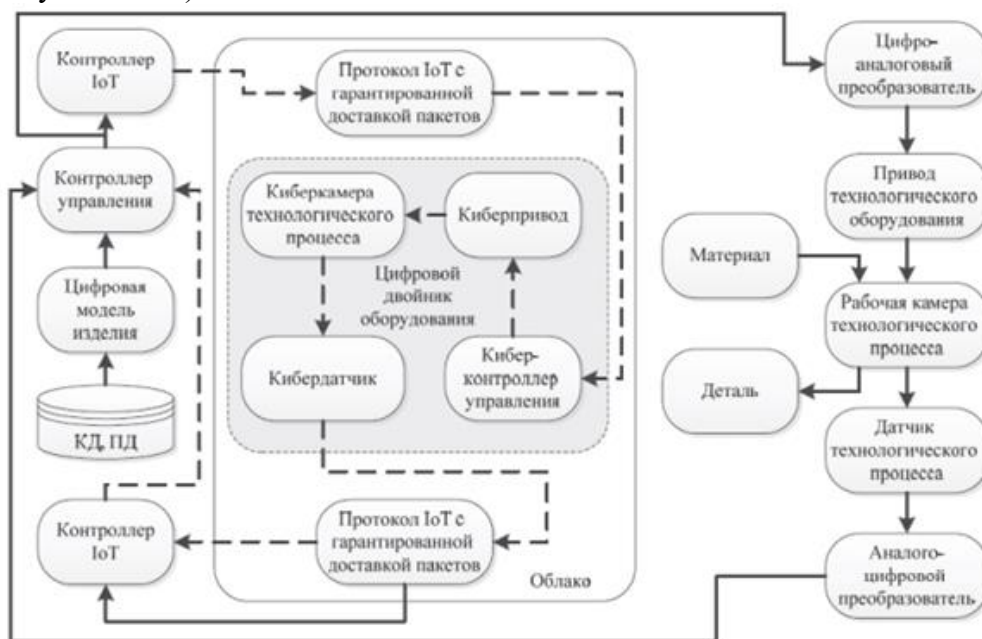 Контроллер
IoT
Протокол IoT с
гарантированной
доставкой пакетов
Цифро-
аналоговый
преобразователь
Контроллер
управления
Киберкамера
технологического
процесса
Киберпривод
Привод
технологического
оборудования
Материал
Цифровой
двойник
оборудования
Цифровая
модель
изделия
Рабочая камера
технологического
процесса
Кибердатчик
Кибер-
контроллер
управления
Деталь
КД, ПД
Датчик
технологического
процесса
Контроллер
IoT
Протокол IoT с
гарантированной
доставкой пакетов
Облако
Аналого-
цифровой
преобразователь